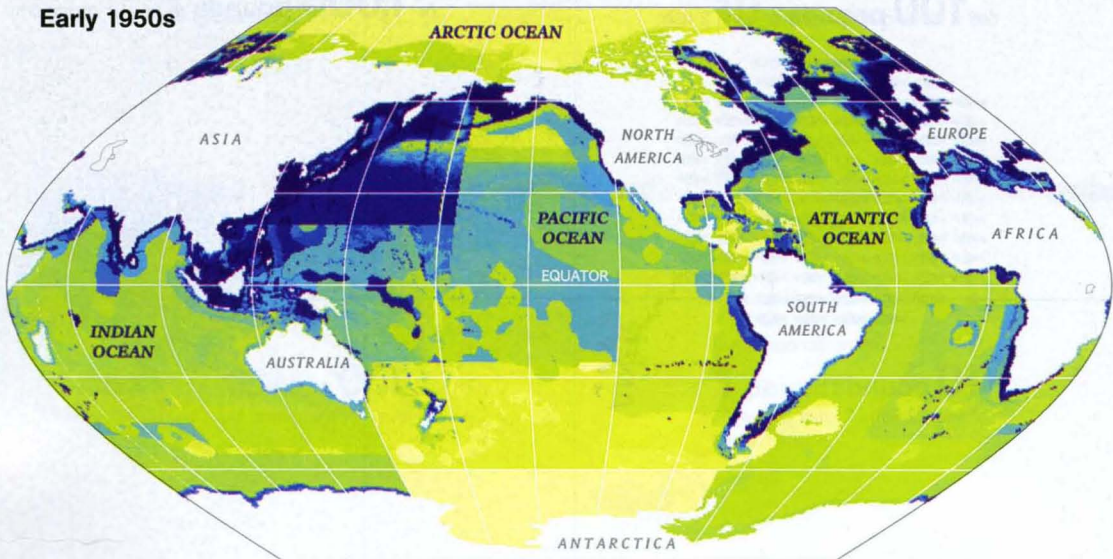 Early 1950s
ARCTIC OCEAN
ASIA
NORTH
AMERICA
EUROPE
PACIFIC
OCEAN
ATLANTIC
OCEAN
AFRICA
EQUATOR
INDIAN
OCEAN
AUSTRALIA
SOUTH
AMERICA
ANTARCTICA